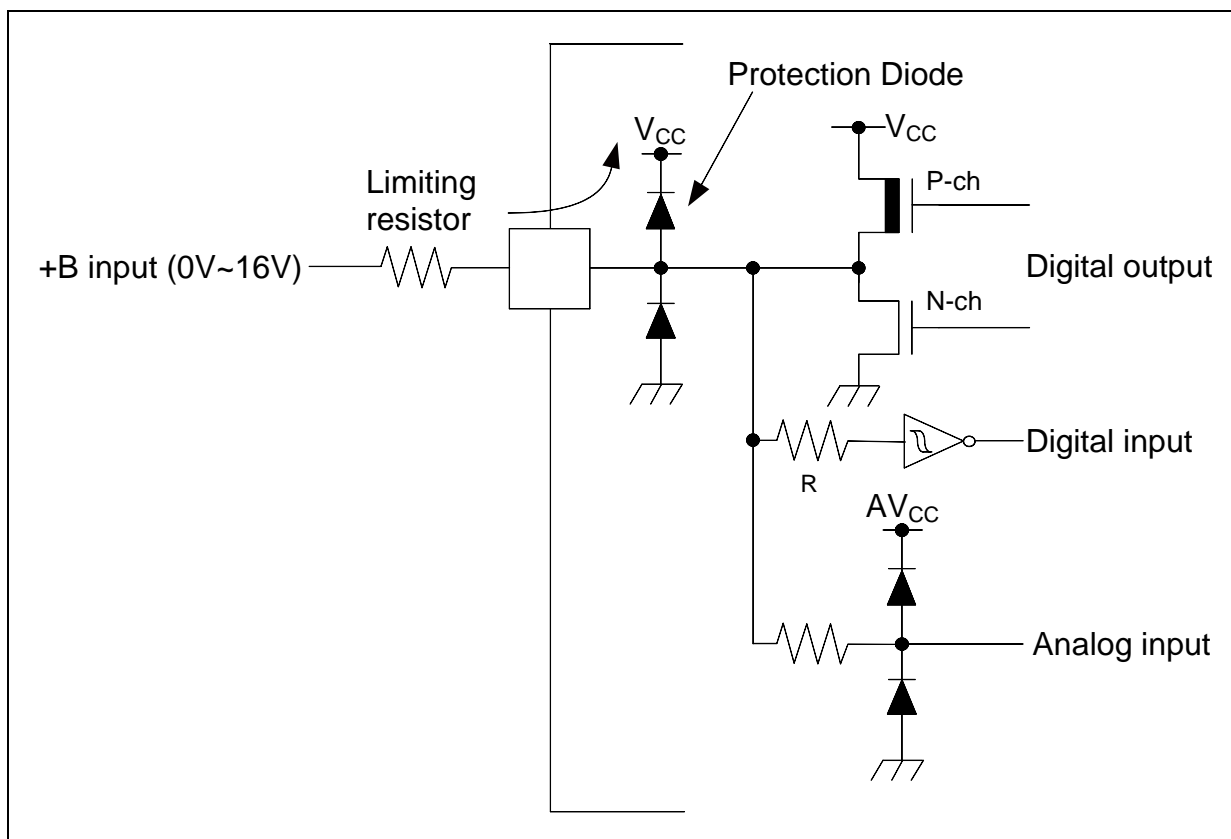 Protection Diode
VCC
VCC
Limiting
resistor
P-ch
+B input (0V~16V)
Digital output
N-ch
Digital input
R
AVCC
Analog input